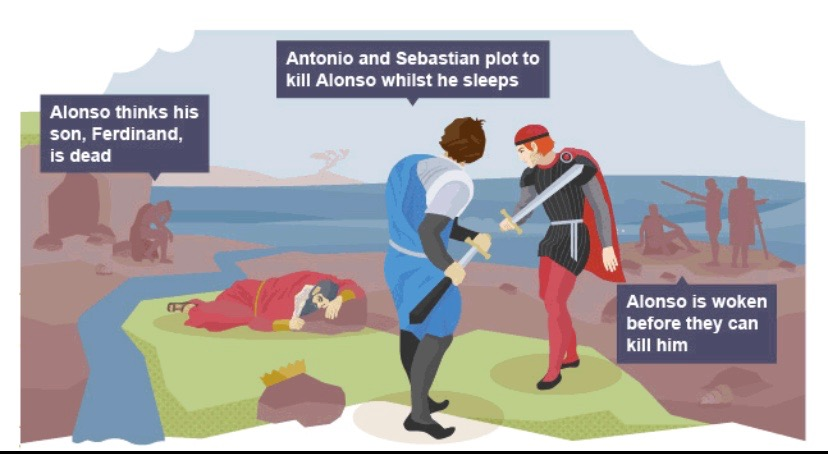 Alonso thinks his
son, Ferdinand,
is dead
Antonio and Sebastian plot to
kill Alonso whilst he sleeps
Alonso is woken
before they can
kill him